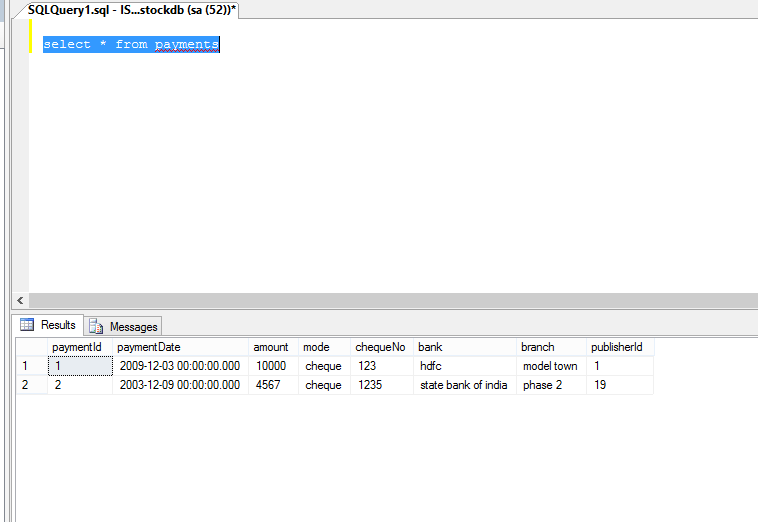 SQLQuery1.sql - IS...stockdb (sa (52))*
select * from payments
Results Messages
paymentId paymentDate amount mode chequeNo bank branch publisherId
1 1 2009-12-03 00:00:00.000 10000 cheque 123 hdfc model town 1
2 2 2003-12-09 00:00:00.000 4567 cheque 1235 state bank of india phase 2 19